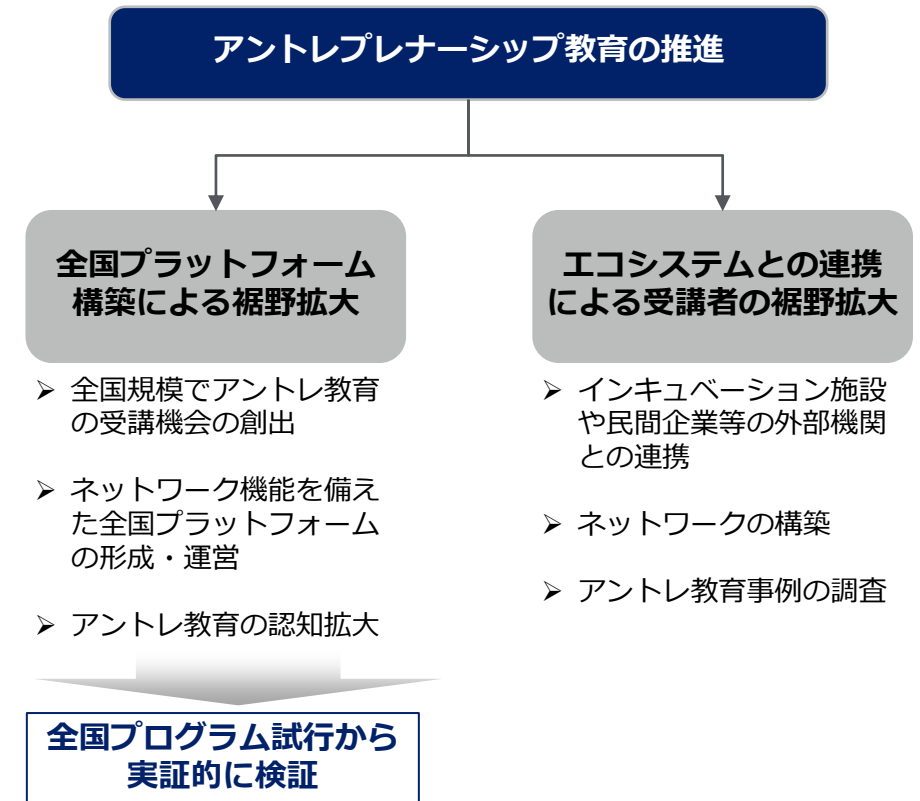 アントレプレナーシップ教育の推進
全国プラットフォーム
構築による裾野拡大
➢ 全国規模でアントレ教育
の受講機会の創出
➢ ネットワーク機能を備え
た全国プラットフォーム
の形成・運営
➢ アントレ教育の認知拡大
全国プログラム試行から
実証的に検証
エコシステムとの連携
による受講者の裾野拡大
➢ インキュベーション施設
や民間企業等の外部機関
との連携
➢ ネットワークの構築
➢ アントレ教育事例の調査